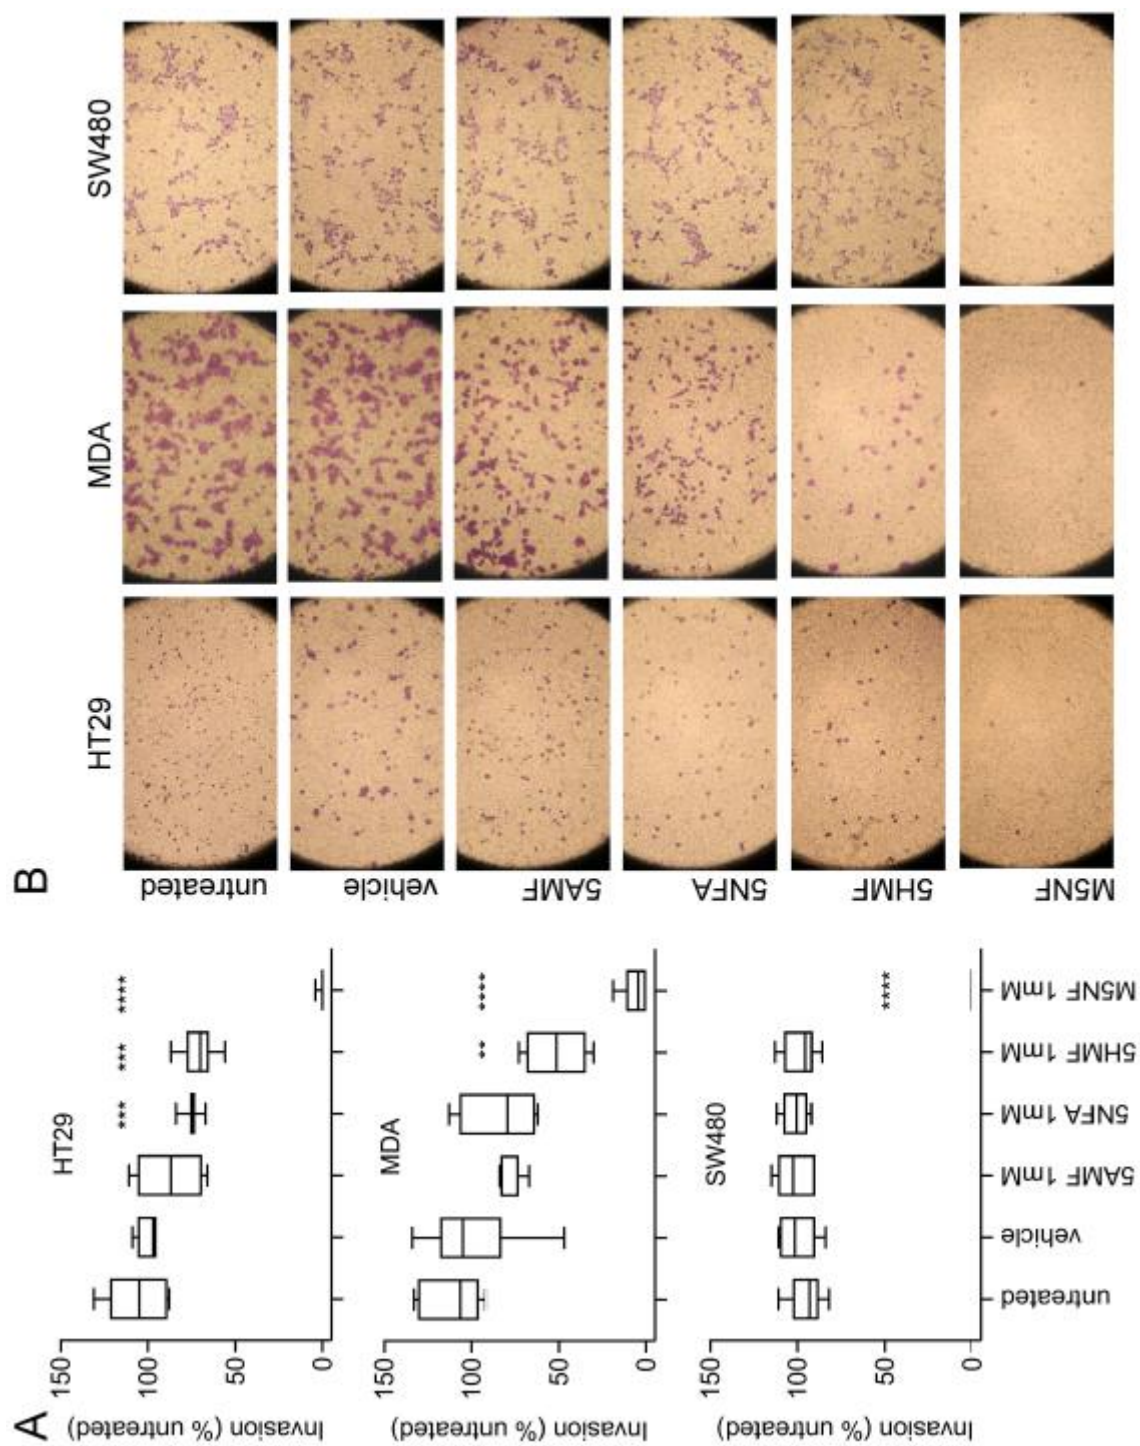 A
HT29
Invasion (% untreated)
150
100
50
0
***
***
****
MDA
Invasion (% untreated)
150
100
50
0
**
****
SW480
Invasion (% untreated)
150
100
50
0
****
untreated
vehicle
5AMF 1mM
5NFA 1mM
5HMF 1mM
M5NF 1mM
B
HT29
MDA
SW480
untreated
vehicle
5AMF
5NFA
5HMF
M5NF